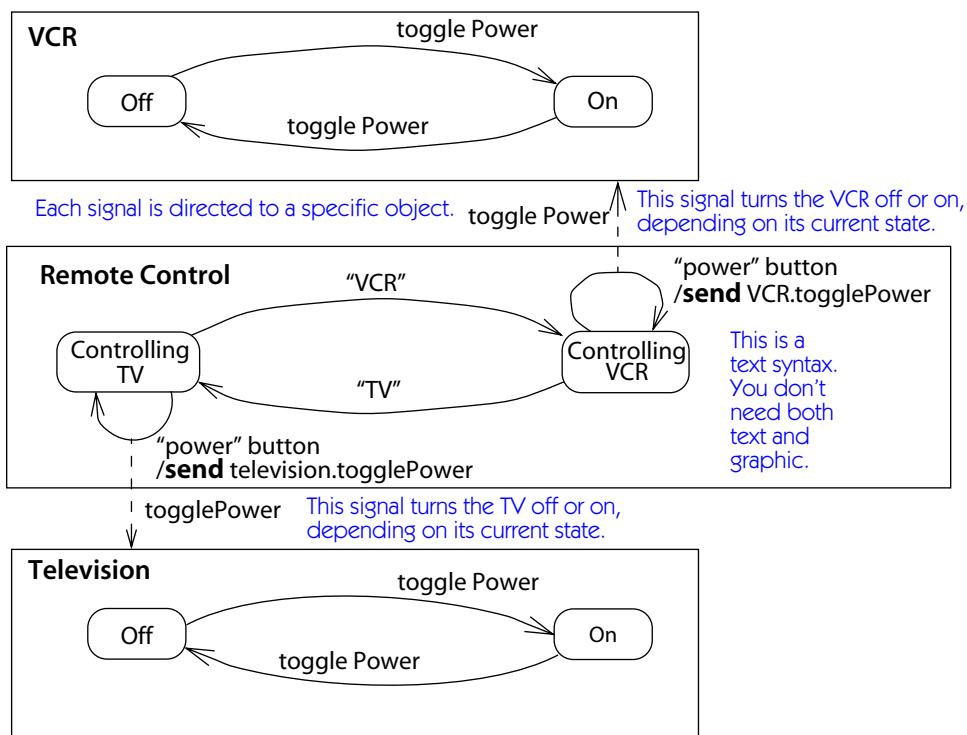 VCR
toggle Power
Off
On
toggle Power
Each signal is directed to a specific object.
toggle Power
This signal turns the VCR off or on,
depending on its current state.
Remote Control
“VCR”
“power” button
/send VCR.togglePower
Controlling
TV
Controlling
VCR
“TV”
This is a
text syntax.
You don’t
need both
text and
graphic.
“power” button
/send television.togglePower
togglePower
This signal turns the TV off or on,
depending on its current state.
Television
toggle Power
Off
On
toggle Power